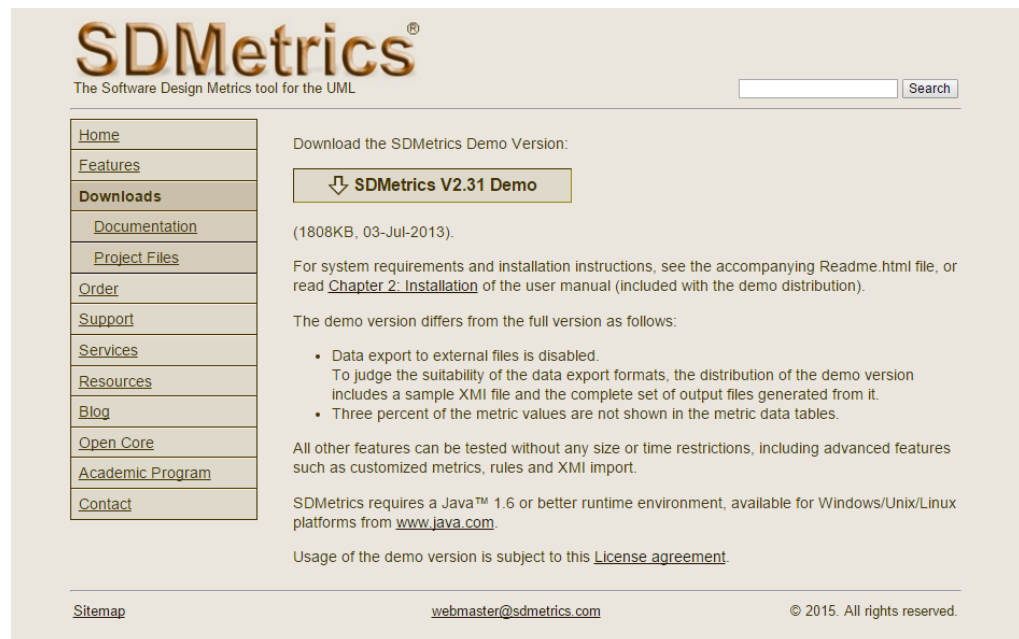 SDMetrics®
The Software Design Metrics tool for the UML
Search
Home
Features
Downloads
Documentation
Project Files
Order
Support
Services
Resources
Blog
Open Core
Academic Program
Contact
Download the SDMetrics Demo Version:
SDMetrics V2.31 Demo
(1808KB, 03-Jul-2013).
For system requirements and installation instructions, see the accompanying Readme.html file, or
read Chapter 2: Installation of the user manual (included with the demo distribution).
The demo version differs from the full version as follows:
• Data export to external files is disabled.
To judge the suitability of the data export formats, the distribution of the demo version
includes a sample XMI file and the complete set of output files generated from it.
• Three percent of the metric values are not shown in the metric data tables.
All other features can be tested without any size or time restrictions, including advanced features
such as customized metrics, rules and XMI import.
SDMetrics requires a Java™ 1.6 or better runtime environment, available for Windows/Unix/Linux
platforms from www.java.com.
Usage of the demo version is subject to this License agreement.
Sitemap
webmaster@sdmetrics.com
© 2015. All rights reserved.